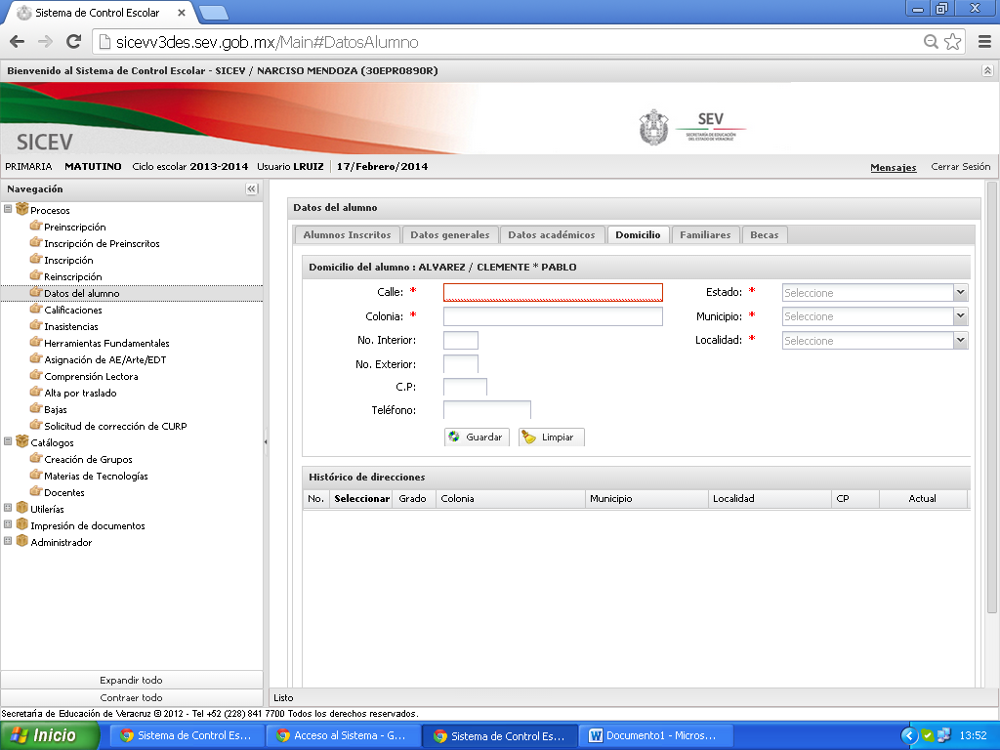 Sistema de Control Escolar
sicevv3des.sev.gob.mx/Main#DatosAlumno
Bienvenido al Sistema de Control Escolar - SICEV / NARCISO MENDOZA (30EPR0890R)
SICEV
SEV
SECRETARÍA DE EDUCACIÓN
DEL ESTADO DE VERACRUZ
PRIMARIA MATUTINO Ciclo escolar 2013-2014 Usuario LRUIZ 17/Febrero/2014 Mensajes Cerrar Sesión
Navegación
Procesos
Preinscripción
Inscripción de Preinscritos
Inscripción
Reinscripción
Datos del alumno
Calificaciones
Inasistencias
Herramientas Fundamentales
Asignación de AE/Arte/EDT
Comprensión Lectora
Alta por traslado
Bajas
Solicitud de corrección de CURP
Catálogos
Creación de Grupos
Materias de Tecnologías
Docentes
Utilerías
Impresión de documentos
Administrador
Expandir todo
Contraer todo
Datos del alumno
Alumnos Inscritos Datos generales Datos académicos Domicilio Familiares Becas
Domicilio del alumno : ALVAREZ / CLEMENTE * PABLO
Calle: * Estado: * Seleccione
Colonia: * Municipio: * Seleccione
No. Interior: Localidad: * Seleccione
No. Exterior:
C.P:
Teléfono:
Guardar Limpiar
Histórico de direcciones
No. Seleccionar Grado Colonia Municipio Localidad CP Actual
Listo
Secretaría de Educación de Veracruz © 2012 - Tel +52 (228) 841 7700 Todos los derechos reservados.
Inicio Sistema de Control Es... Acceso al Sistema - G... Sistema de Control Es... Documento1 - Micros... 13:52